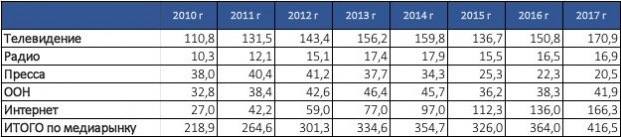 2010 г 2011 г 2012 г 2013 г 2014 г 2015 г 2016 г 2017 г
Телевидение 110,8 131,5 143,4 156,2 159,8 136,7 150,8 170,9
Радио 10,3 12,1 15,1 17,4 17,9 15,5 16,5 16,9
Пресса 38,0 40,4 41,2 37,7 34,3 25,3 22,3 20,5
ООН 32,8 38,4 42,6 46,4 45,7 36,2 38,3 41,9
Интернет 27,0 42,2 59,0 77,0 97,0 112,3 136,0 166,3
ИТОГО по медиарынку 218,9 264,6 301,3 334,6 354,7 326,0 364,0 416,5